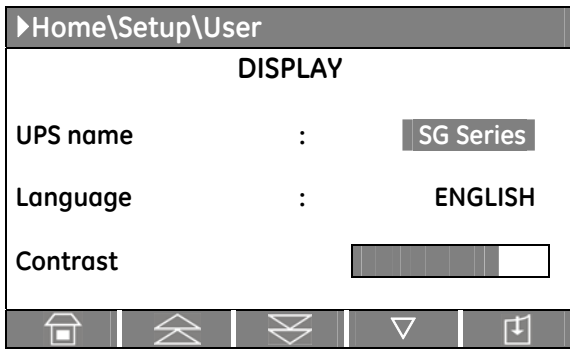 Home\Setup\User
DISPLAY
UPS name : SG Series
Language : ENGLISH
Contrast